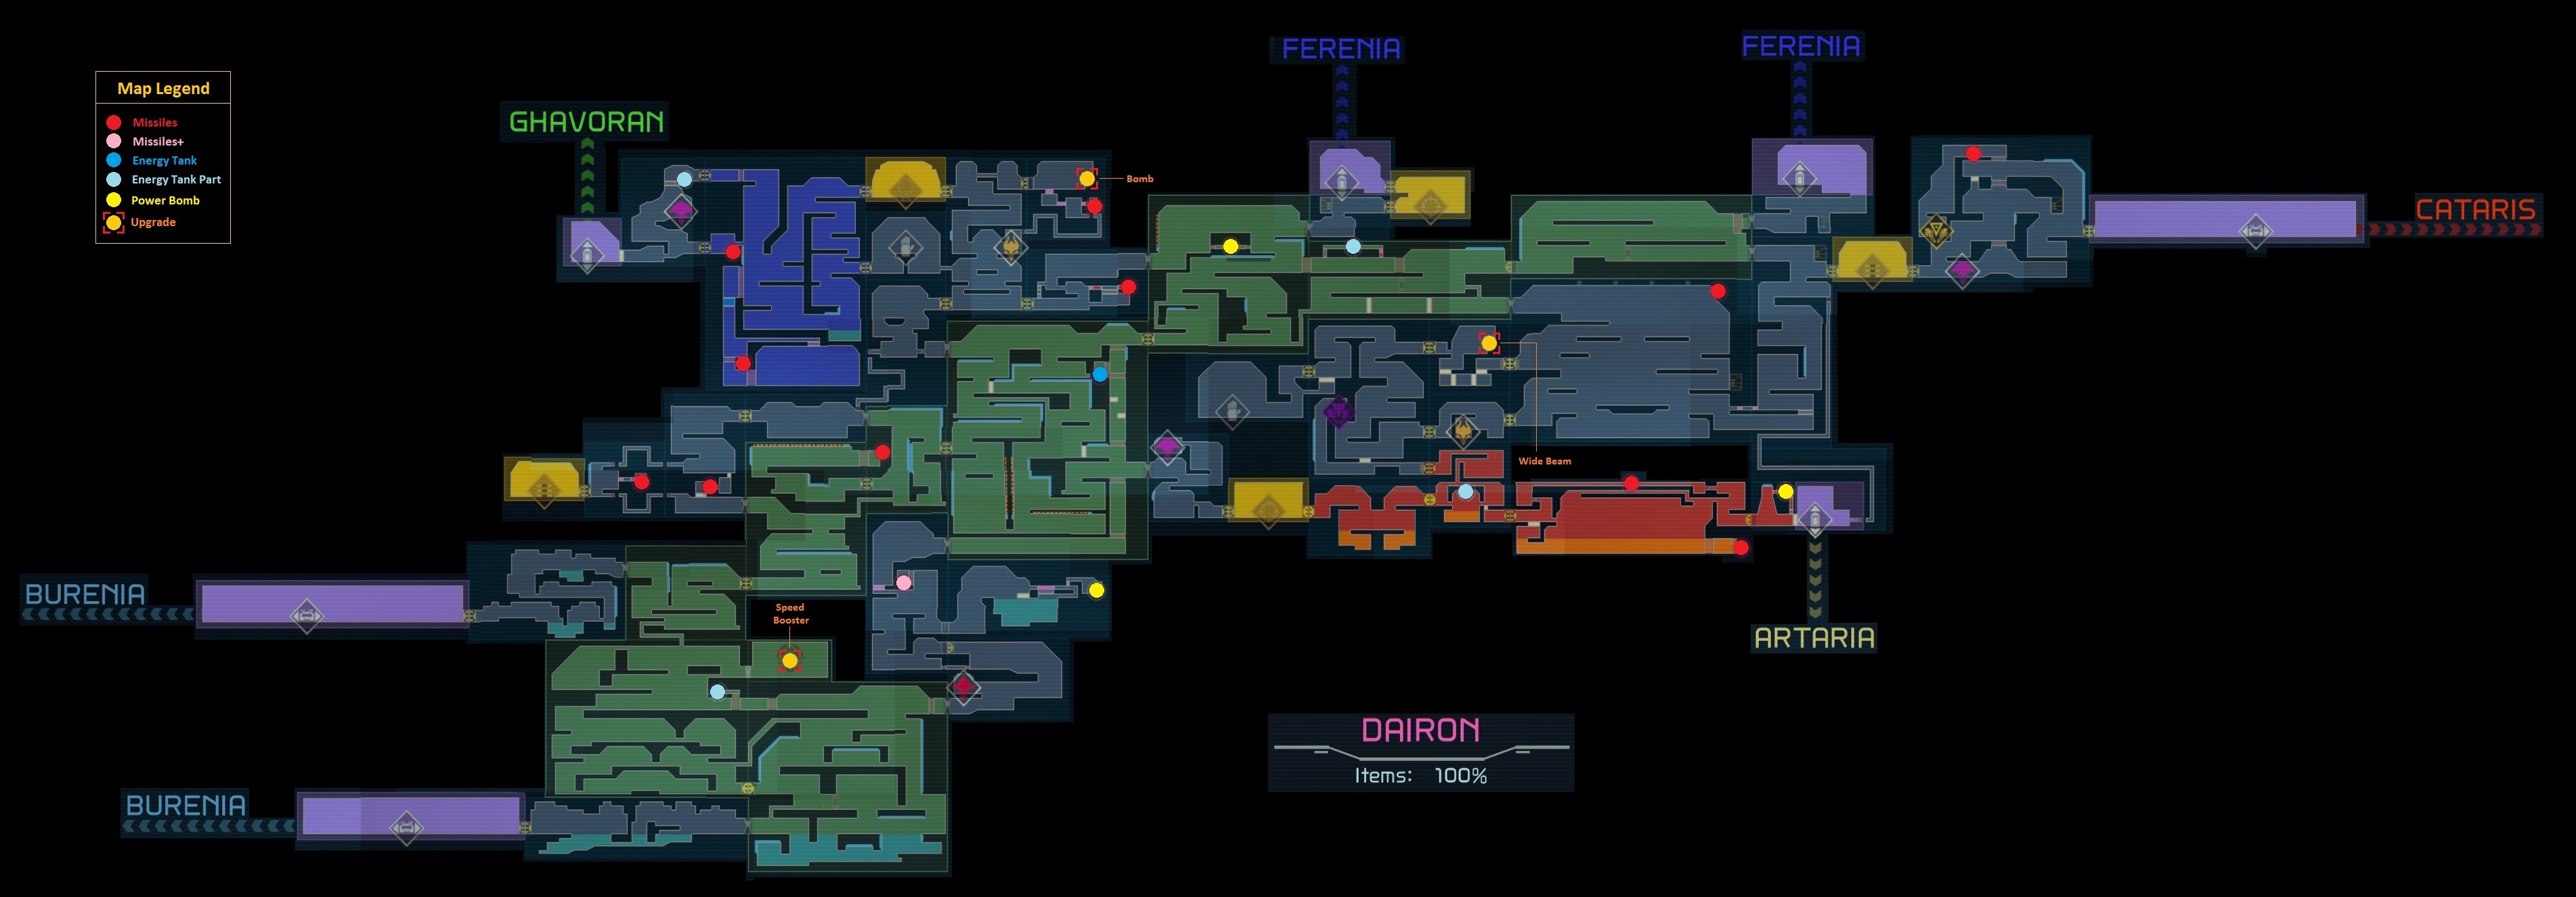 FERENIA
FERENIA
Map Legend
Missiles
Missiles+
Energy Tank
Energy Tank Part
Power Bomb
Upgrade
GHAVORAN
Bomb
CATARIS
Wide Beam
BURENIA
Speed
Booster
ARTARIA
DAIRON
Items: 100%
BURENIA